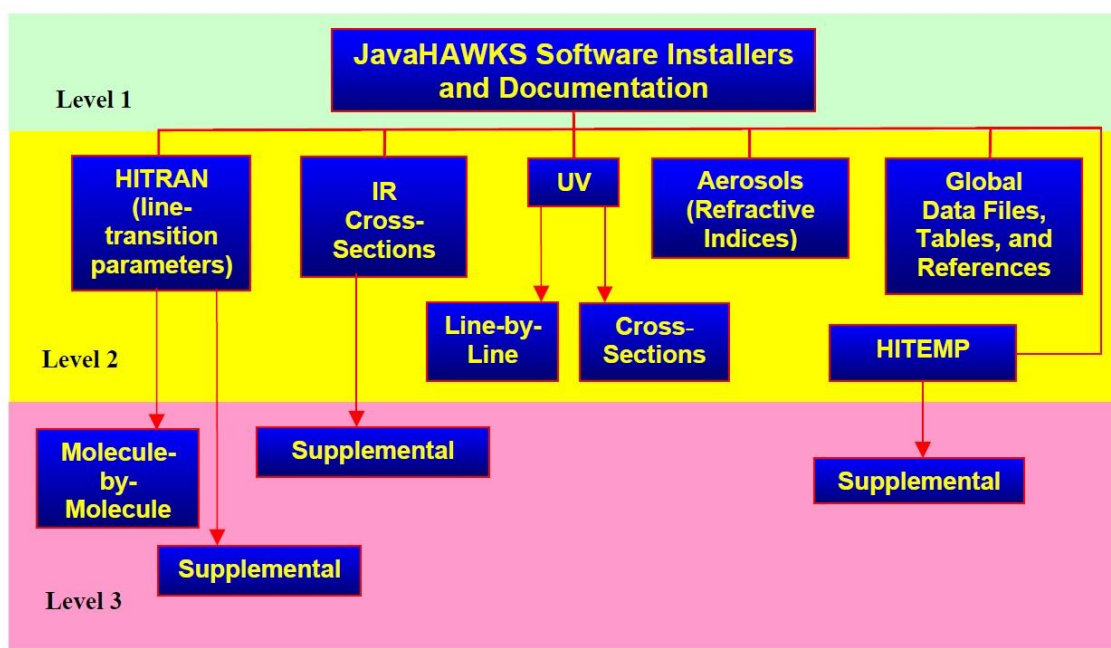 JavaHAWKS Software Installers
and Documentation
Level 1
HITRAN
(line-
transition
parameters)
IR
Cross-
Sections
UV
Aerosols
(Refractive
Indices)
Global
Data Files,
Tables, and
References
Line-by-
Line
Cross-
Sections
HITEMP
Level 2
Molecule-
by-
Molecule
Supplemental
Supplemental
Supplemental
Level 3